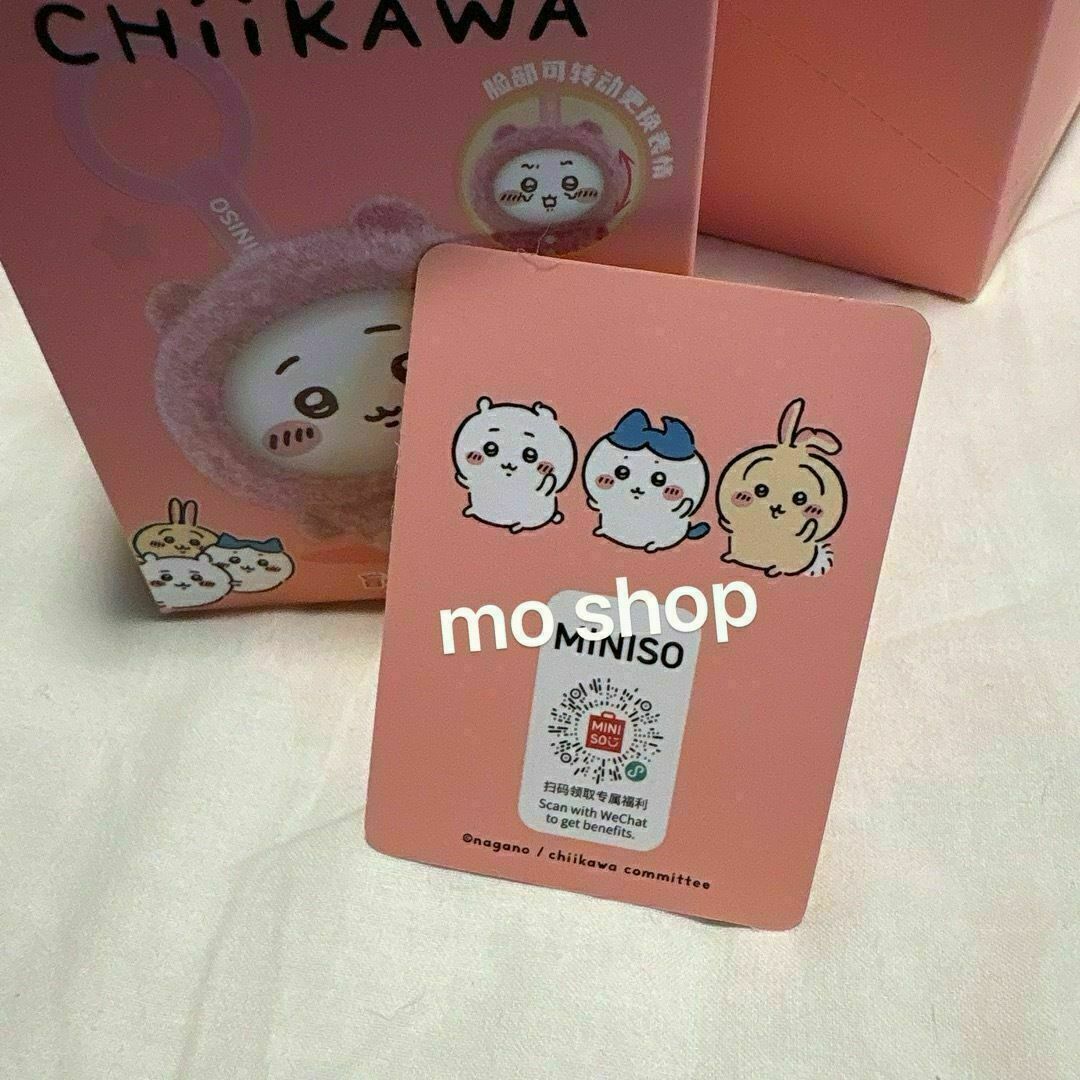 CHiiKAWA
脸部可转动更换表情
MINISO
mo shop
MINISO
MINI
SO
扫码领取专属福利
Scan with WeChat
to get benefits.
©nagano / chiikawa committee